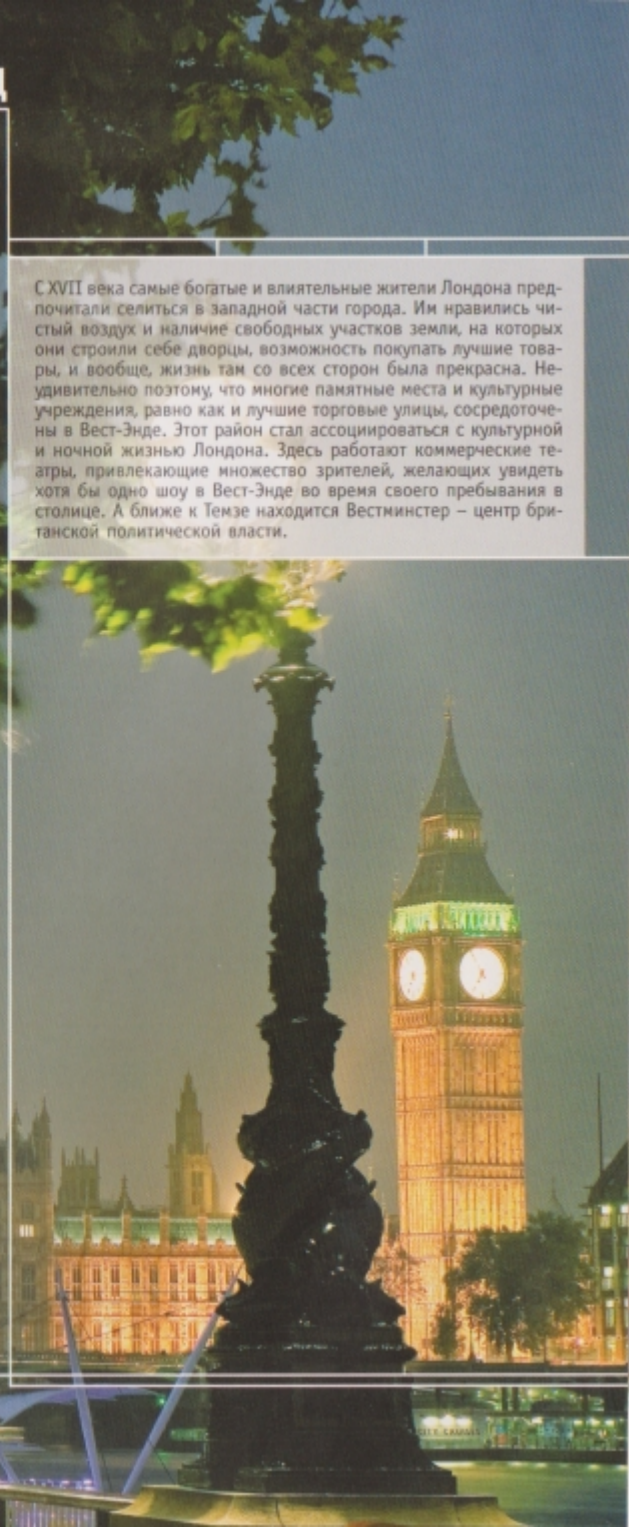 С XVII века самые богатые и влиятельные жители Лондона пред-
почитали селиться в западной части города. Им нравились чи-
стый воздух и наличие свободных участков земли, на которых
они строили себе дворцы, возможность покупать лучшие това-
ры, и вообще, жизнь там со всех сторон была прекрасна. Не-
удивительно поэтому, что многие памятные места и культурные
учреждения, равно как и лучшие торговые улицы, сосредоточе-
ны в Вест-Энде. Этот район стал ассоциироваться с культурной
и ночной жизнью Лондона. Здесь работают коммерческие те-
атры, привлекающие множество зрителей, желающих увидеть
хотя бы одно шоу в Вест-Энде во время своего пребывания в
столице. А ближе к Темзе находится Вестминстер – центр бри-
танской политической власти.